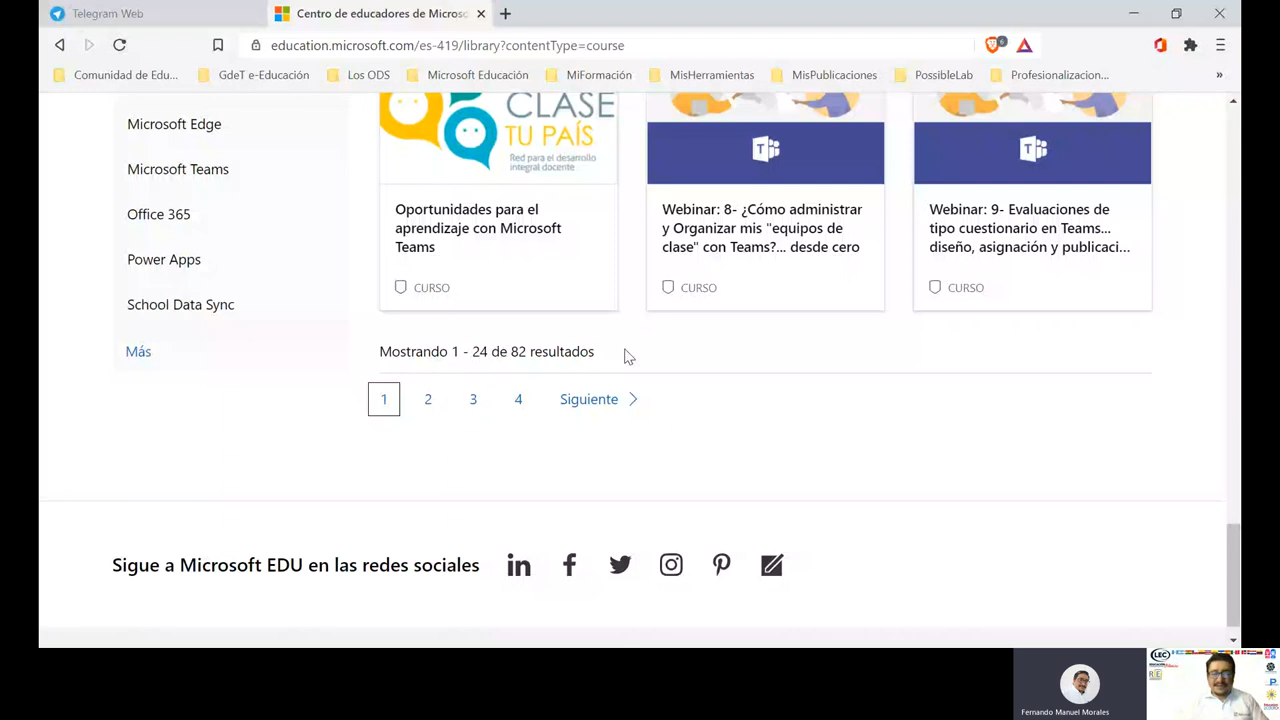 Telegram Web
Centro de educadores de Microso
education.microsoft.com/es-419/library?contentType=course
6
Comunidad de Edu...
GdeT e-Educación
Los ODS
Microsoft Educación
MiFormación
MisHerramientas
MisPublicaciones
PossibleLab
Profesionalizacion...
»
Microsoft Edge
Microsoft Teams
Office 365
Power Apps
School Data Sync
Más
CLASE
TU PAÍS
Red para el desarrollo
integral docente
Oportunidades para el
aprendizaje con Microsoft
Teams
CURSO
T
Webinar: 8- ¿Cómo administrar
y Organizar mis "equipos de
clase" con Teams?... desde cero
CURSO
T
Webinar: 9- Evaluaciones de
tipo cuestionario en Teams...
diseño, asignación y publicaci...
CURSO
Mostrando 1 - 24 de 82 resultados
1 2 3 4 Siguiente
Sigue a Microsoft EDU en las redes sociales
Fernando Manuel Morales
LEC